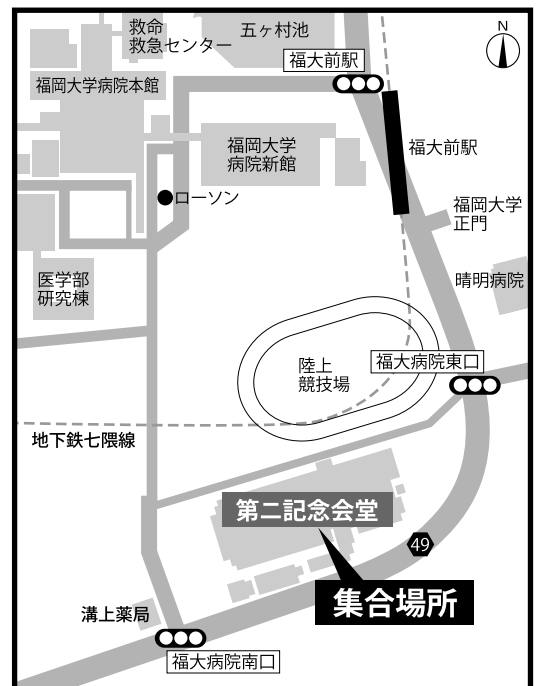 救命
救急センター
五ヶ村池
N
福大前駅
福岡大学病院本館
福岡大学
病院新館
福大前駅
ローソン
福岡大学
正門
医学部
研究棟
晴明病院
陸上
競技場
福大病院東口
地下鉄七隈線
第二記念会堂
49
集合場所
溝上薬局
福大病院南口